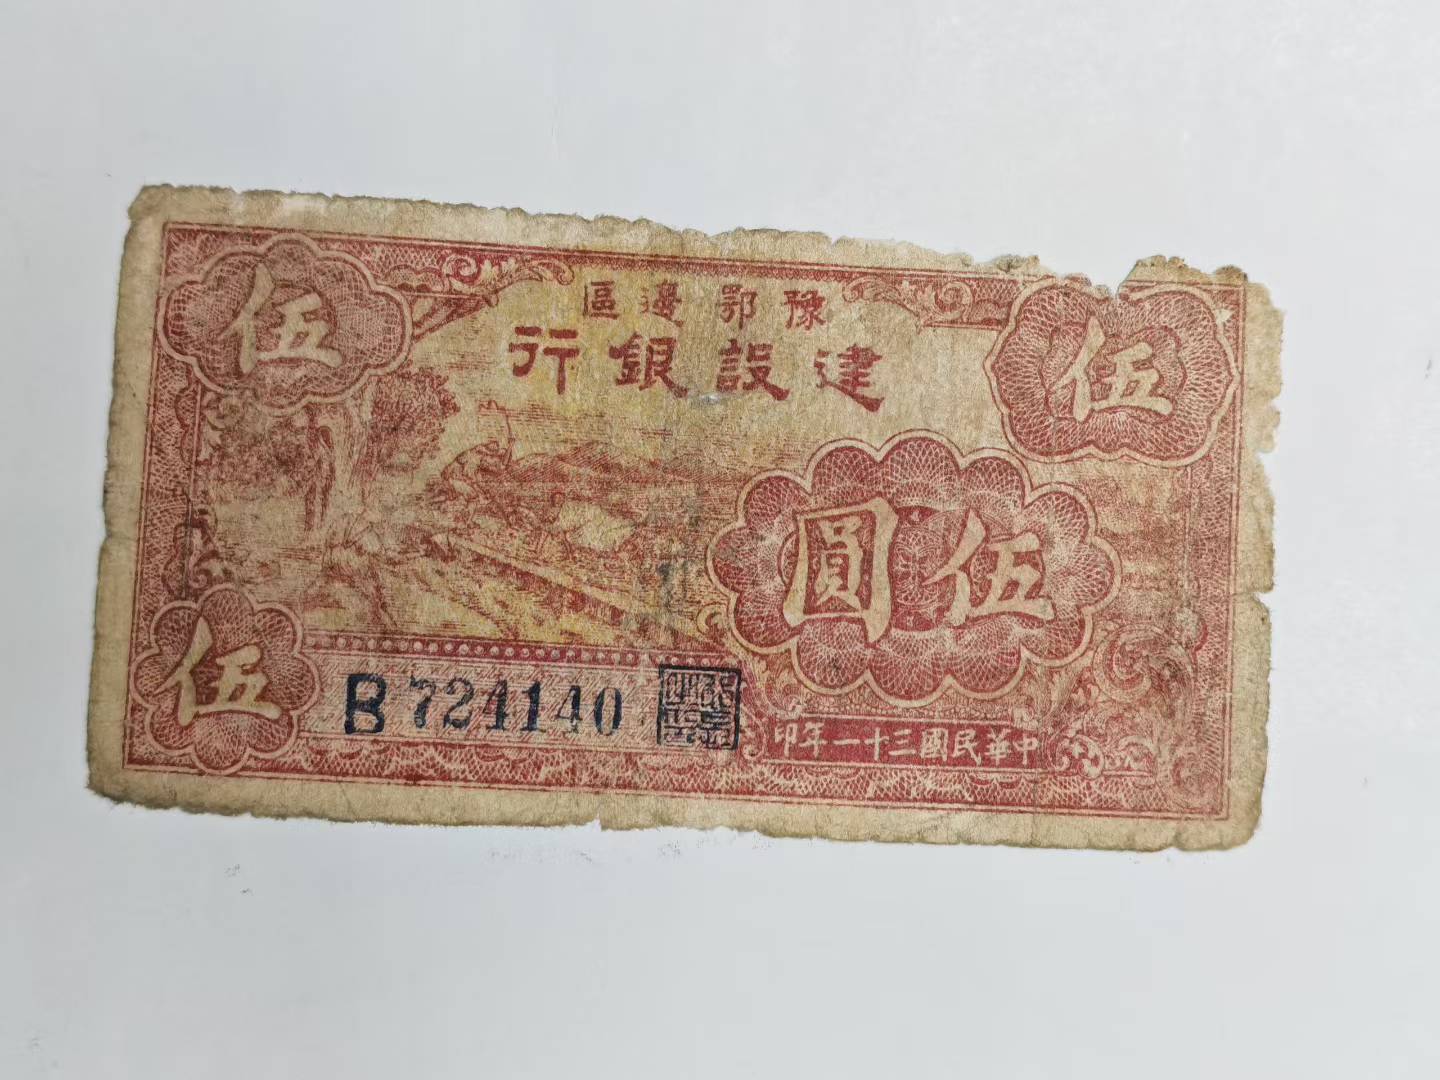 伍
伍
豫鄂邊區
建設銀行
伍圓
伍
B 724140
中華民國三十一年印